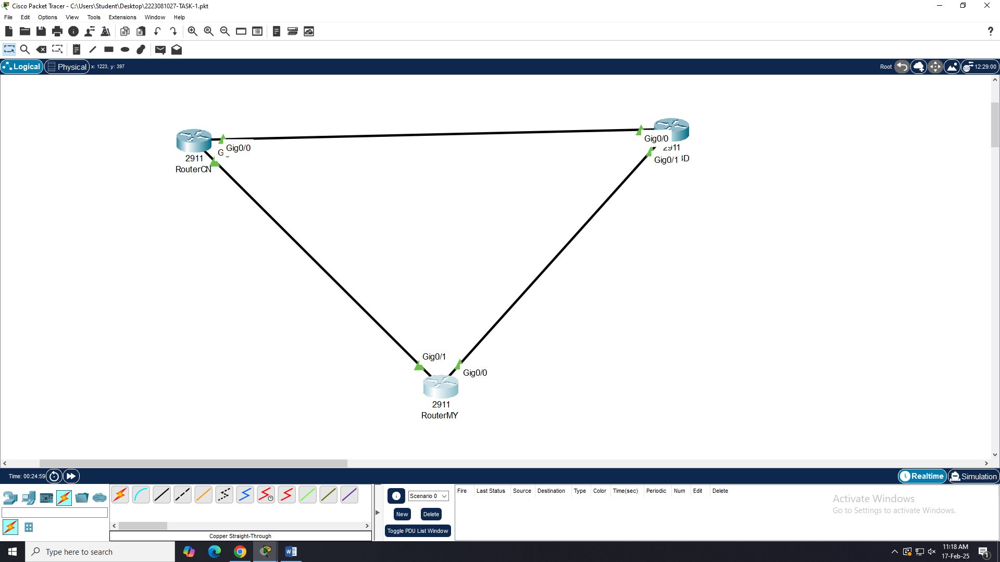 Cisco Packet Tracer - C:\Users\Student\Desktop\2223081027-TASK-1.pkt
File Edit Options View Tools Extensions Window Help
?
Logical Physical x: 1223, y: 397 Root 12:29:00
Gig0/0
G
2911
RouterCN
Gig0/0
2911
Gig0/1
3D
Gig0/1
Gig0/0
2911
RouterMY
Time: 00:24:59 Realtime Simulation
Scenario 0
New Delete
Toggle PDU List Window
Fire Last Status Source Destination Type Color Time(sec) Periodic Num Edit Delete
Copper Straight-Through
Activate Windows
Go to Settings to activate Windows.
Type here to search
11:18 AM
17-Feb-25
1